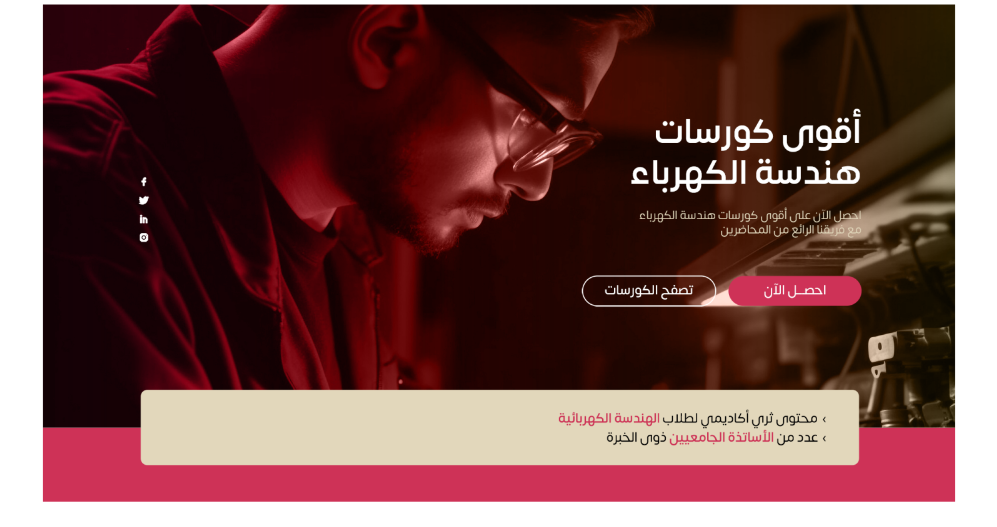 أقوى كورسات
هندسة الكهرباء
احصل الآن على أقوى كورسات هندسة الكهرباء
مع فريقنا الرائع من المحاضرين
احصــل الآن
تصفح الكورسات
› محتوى ثري أكاديمي لطلاب الهندسة الكهربائية
› عدد من الأساتذة الجامعيين ذوى الخبرة